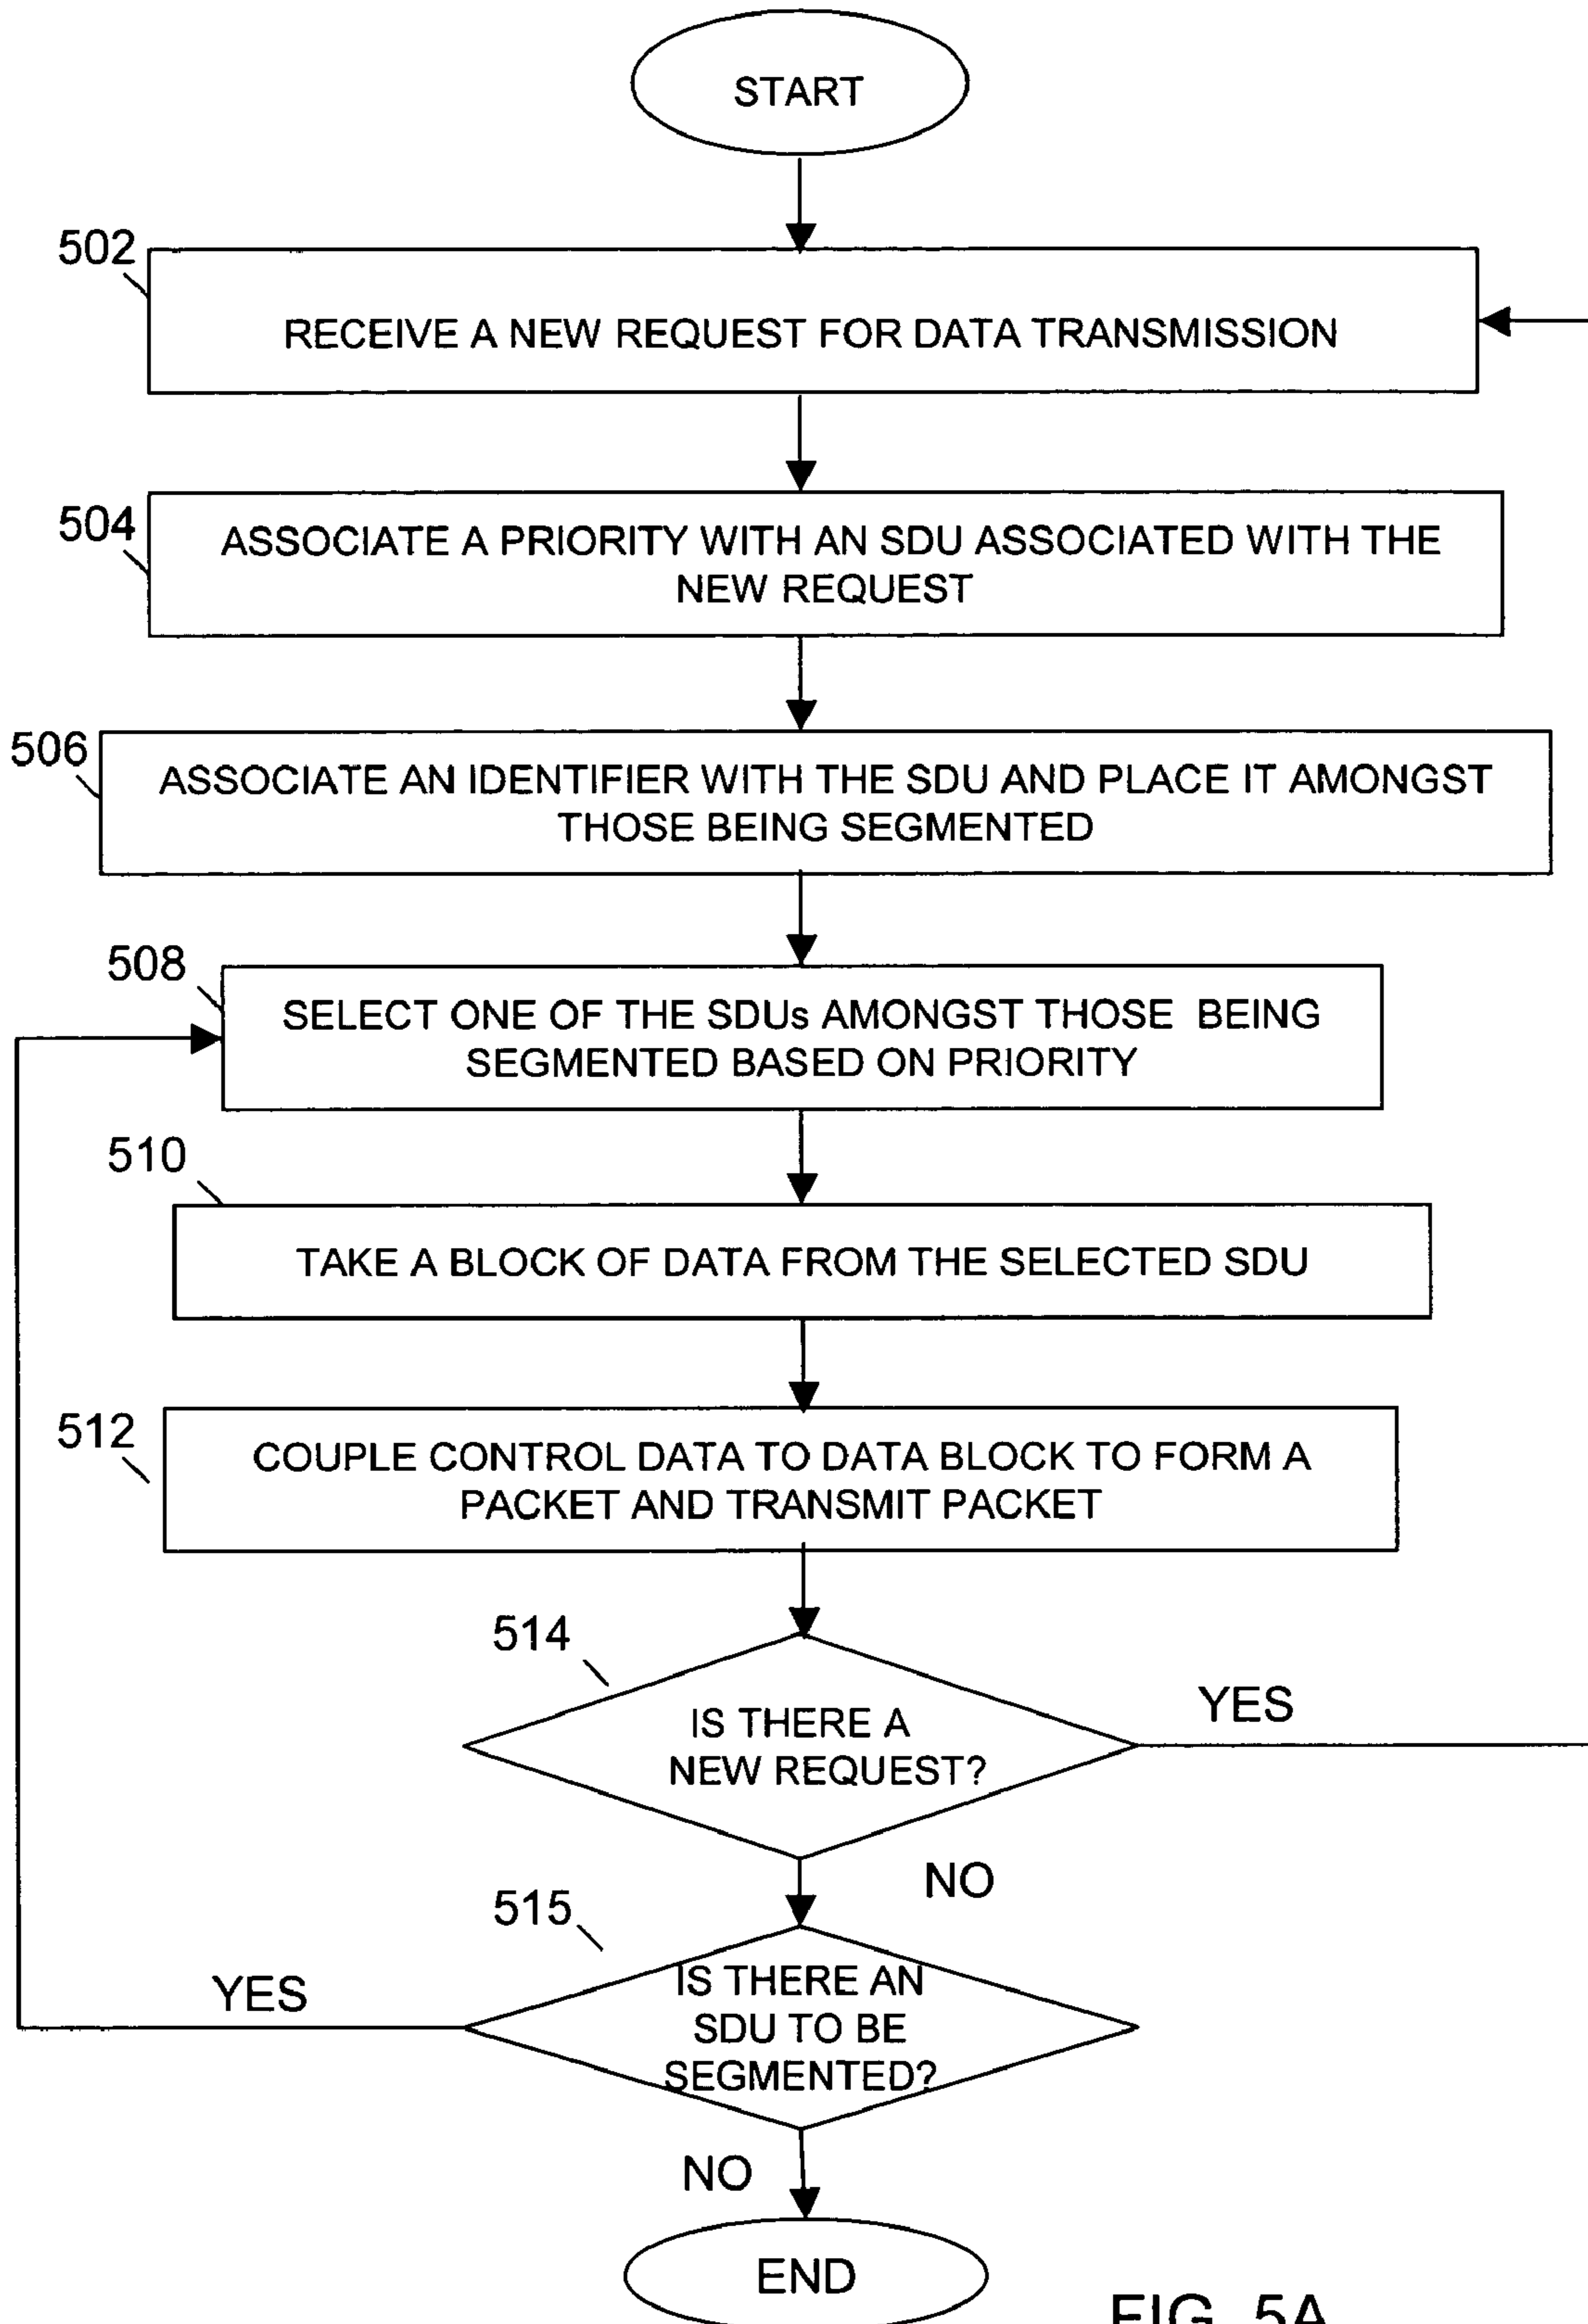 START
502
RECEIVE A NEW REQUEST FOR DATA TRANSMISSION
504
ASSOCIATE A PRIORITY WITH AN SDU ASSOCIATED WITH THE
NEW REQUEST
506
ASSOCIATE AN IDENTIFIER WITH THE SDU AND PLACE IT AMONGST
THOSE BEING SEGMENTED
508
SELECT ONE OF THE SDUs AMONGST THOSE BEING
SEGMENTED BASED ON PRIORITY
510
TAKE A BLOCK OF DATA FROM THE SELECTED SDU
512
COUPLE CONTROL DATA TO DATA BLOCK TO FORM A
PACKET AND TRANSMIT PACKET
514
IS THERE A
NEW REQUEST?
YES
NO
515
IS THERE AN
SDU TO BE
SEGMENTED?
YES
NO
END
FIG. 5A